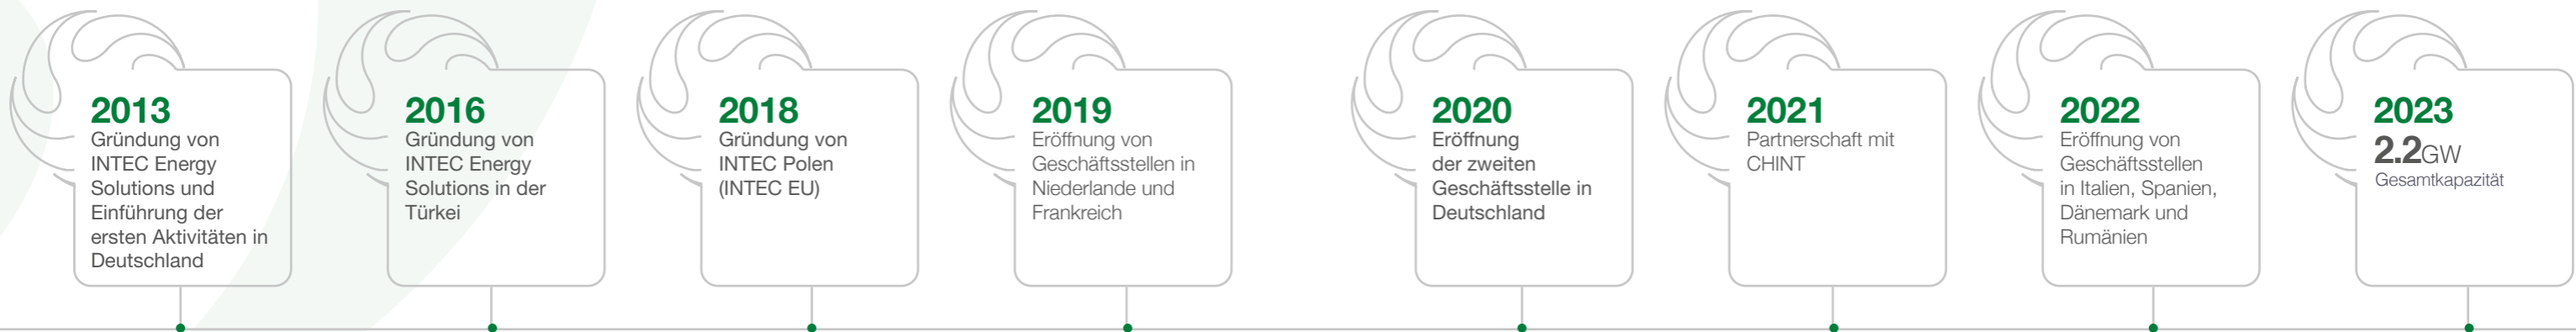 2013
Gründung von
INTEC Energy
Solutions und
Einführung der
ersten Aktivitäten in
Deutschland
2016
Gründung von
INTEC Energy
Solutions in der
Türkei
2018
Gründung von
INTEC Polen
(INTEC EU)
2019
Eröffnung von
Geschäftsstellen in
Niederlande und
Frankreich
2020
Eröffnung
der zweiten
Geschäftsstelle in
Deutschland
2021
Partnerschaft mit
CHINT
2022
Eröffnung von
Geschäftsstellen
in Italien, Spanien,
Dänemark und
Rumänien
2023
2.2GW
Gesamtkapazität